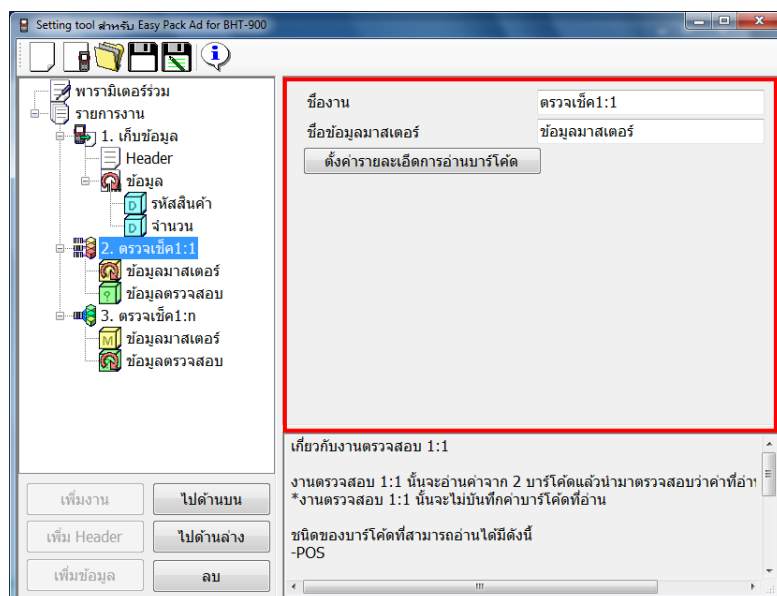 Setting tool สำหรับ Easy Pack Ad for BHT-900
พารามิเตอร์ร่วม
รายการงาน
1. เก็บข้อมูล
Header
ข้อมูล
D รหัสสินค้า
D จำนวน
2. ตรวจเช็ค1:1
ข้อมูลมาสเตอร์
? ข้อมูลตรวจสอบ
3. ตรวจเช็ค1:n
M ข้อมูลมาสเตอร์
ข้อมูลตรวจสอบ
เพิ่มงาน
ไปด้านบน
เพิ่ม Header
ไปด้านล่าง
เพิ่มข้อมูล
ลบ
ชื่องาน
ตรวจเช็ค1:1
ชื่อข้อมูลมาสเตอร์
ข้อมูลมาสเตอร์
ตั้งค่ารายละเอียดการอ่านบาร์โค้ด
เกี่ยวกับงานตรวจสอบ 1:1
งานตรวจสอบ 1:1 นั้นจะอ่านค่าจาก 2 บาร์โค้ดแล้วนำมาตรวจสอบว่าค่าที่อ่าน
*งานตรวจสอบ 1:1 นั้นจะไม่บันทึกค่าบาร์โค้ดที่อ่าน
ชนิดของบาร์โค้ดที่สามารถอ่านได้มีดังนี้
-POS